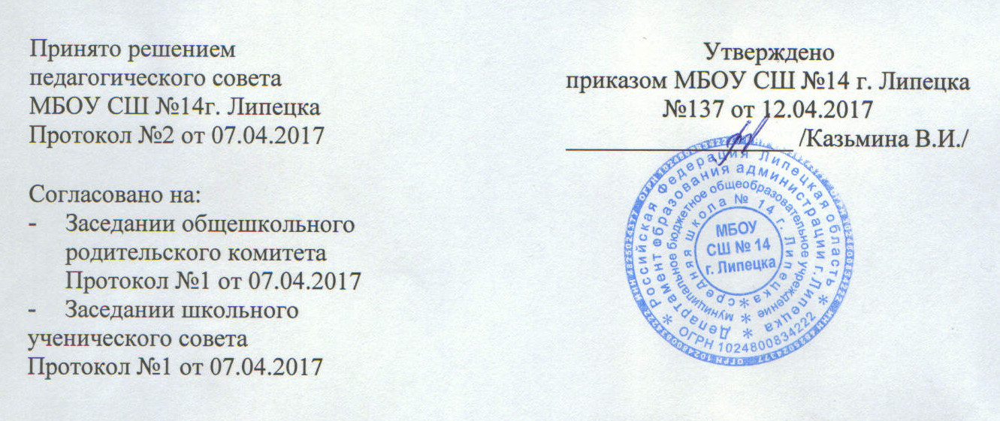 Принято решением
педагогического совета
МБОУ СШ №14г. Липецка
Протокол №2 от 07.04.2017
Согласовано на:
- Заседании общешкольного
родительского комитета
Протокол №1 от 07.04.2017
- Заседании школьного
ученического совета
Протокол №1 от 07.04.2017
Утверждено
приказом МБОУ СШ №14 г. Липецка
№137 от 12.04.2017
/Казьмина В.И./
Российская Федерация Липецкая область
ОГРН 1024800834222
Департамент образования администрации г. Липецка
муниципальное бюджетное общеобразовательное учреждение
средняя школа № 14 г. Липецка
МБОУ
СШ № 14
г. Липецка